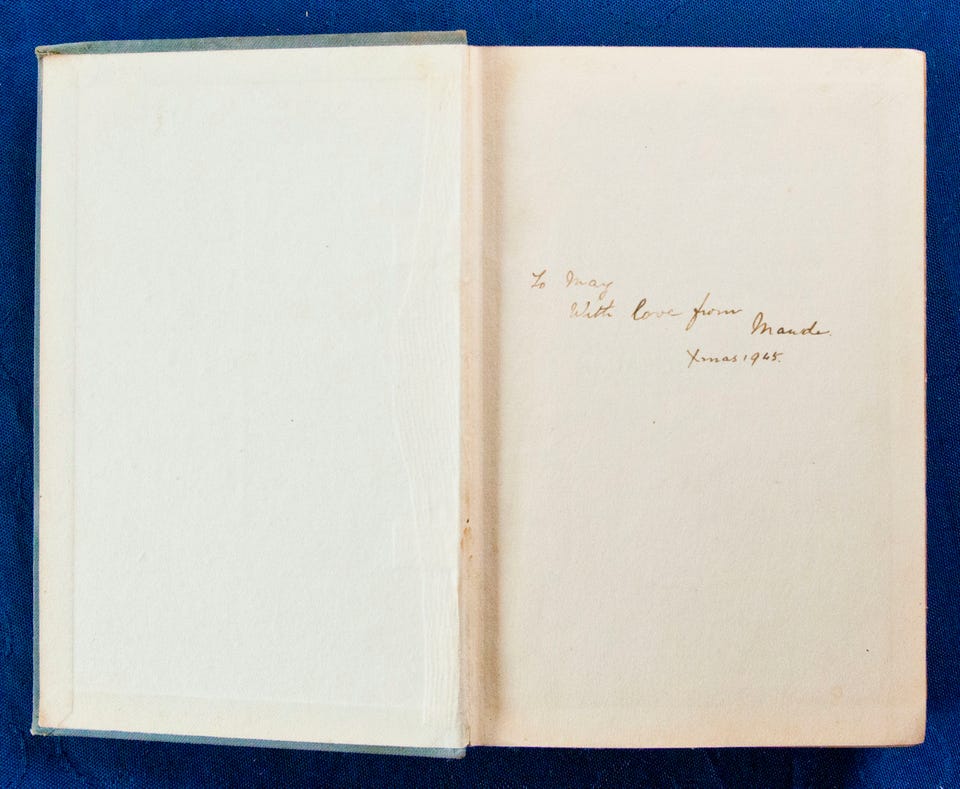 To May
With love from
Maude.
Xmas 1945.